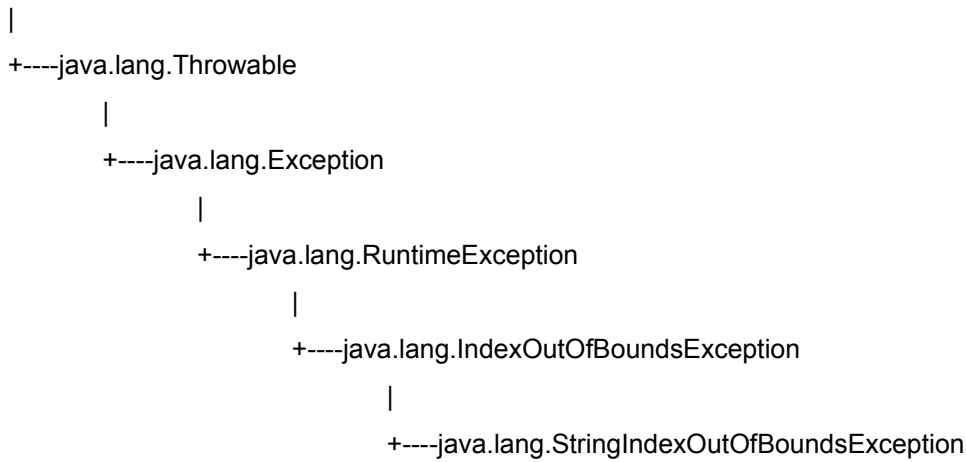 |
+----java.lang.Throwable
|
+----java.lang.Exception
|
+----java.lang.RuntimeException
|
+----java.lang.IndexOutOfBoundsException
|
+----java.lang.StringIndexOutOfBoundsException